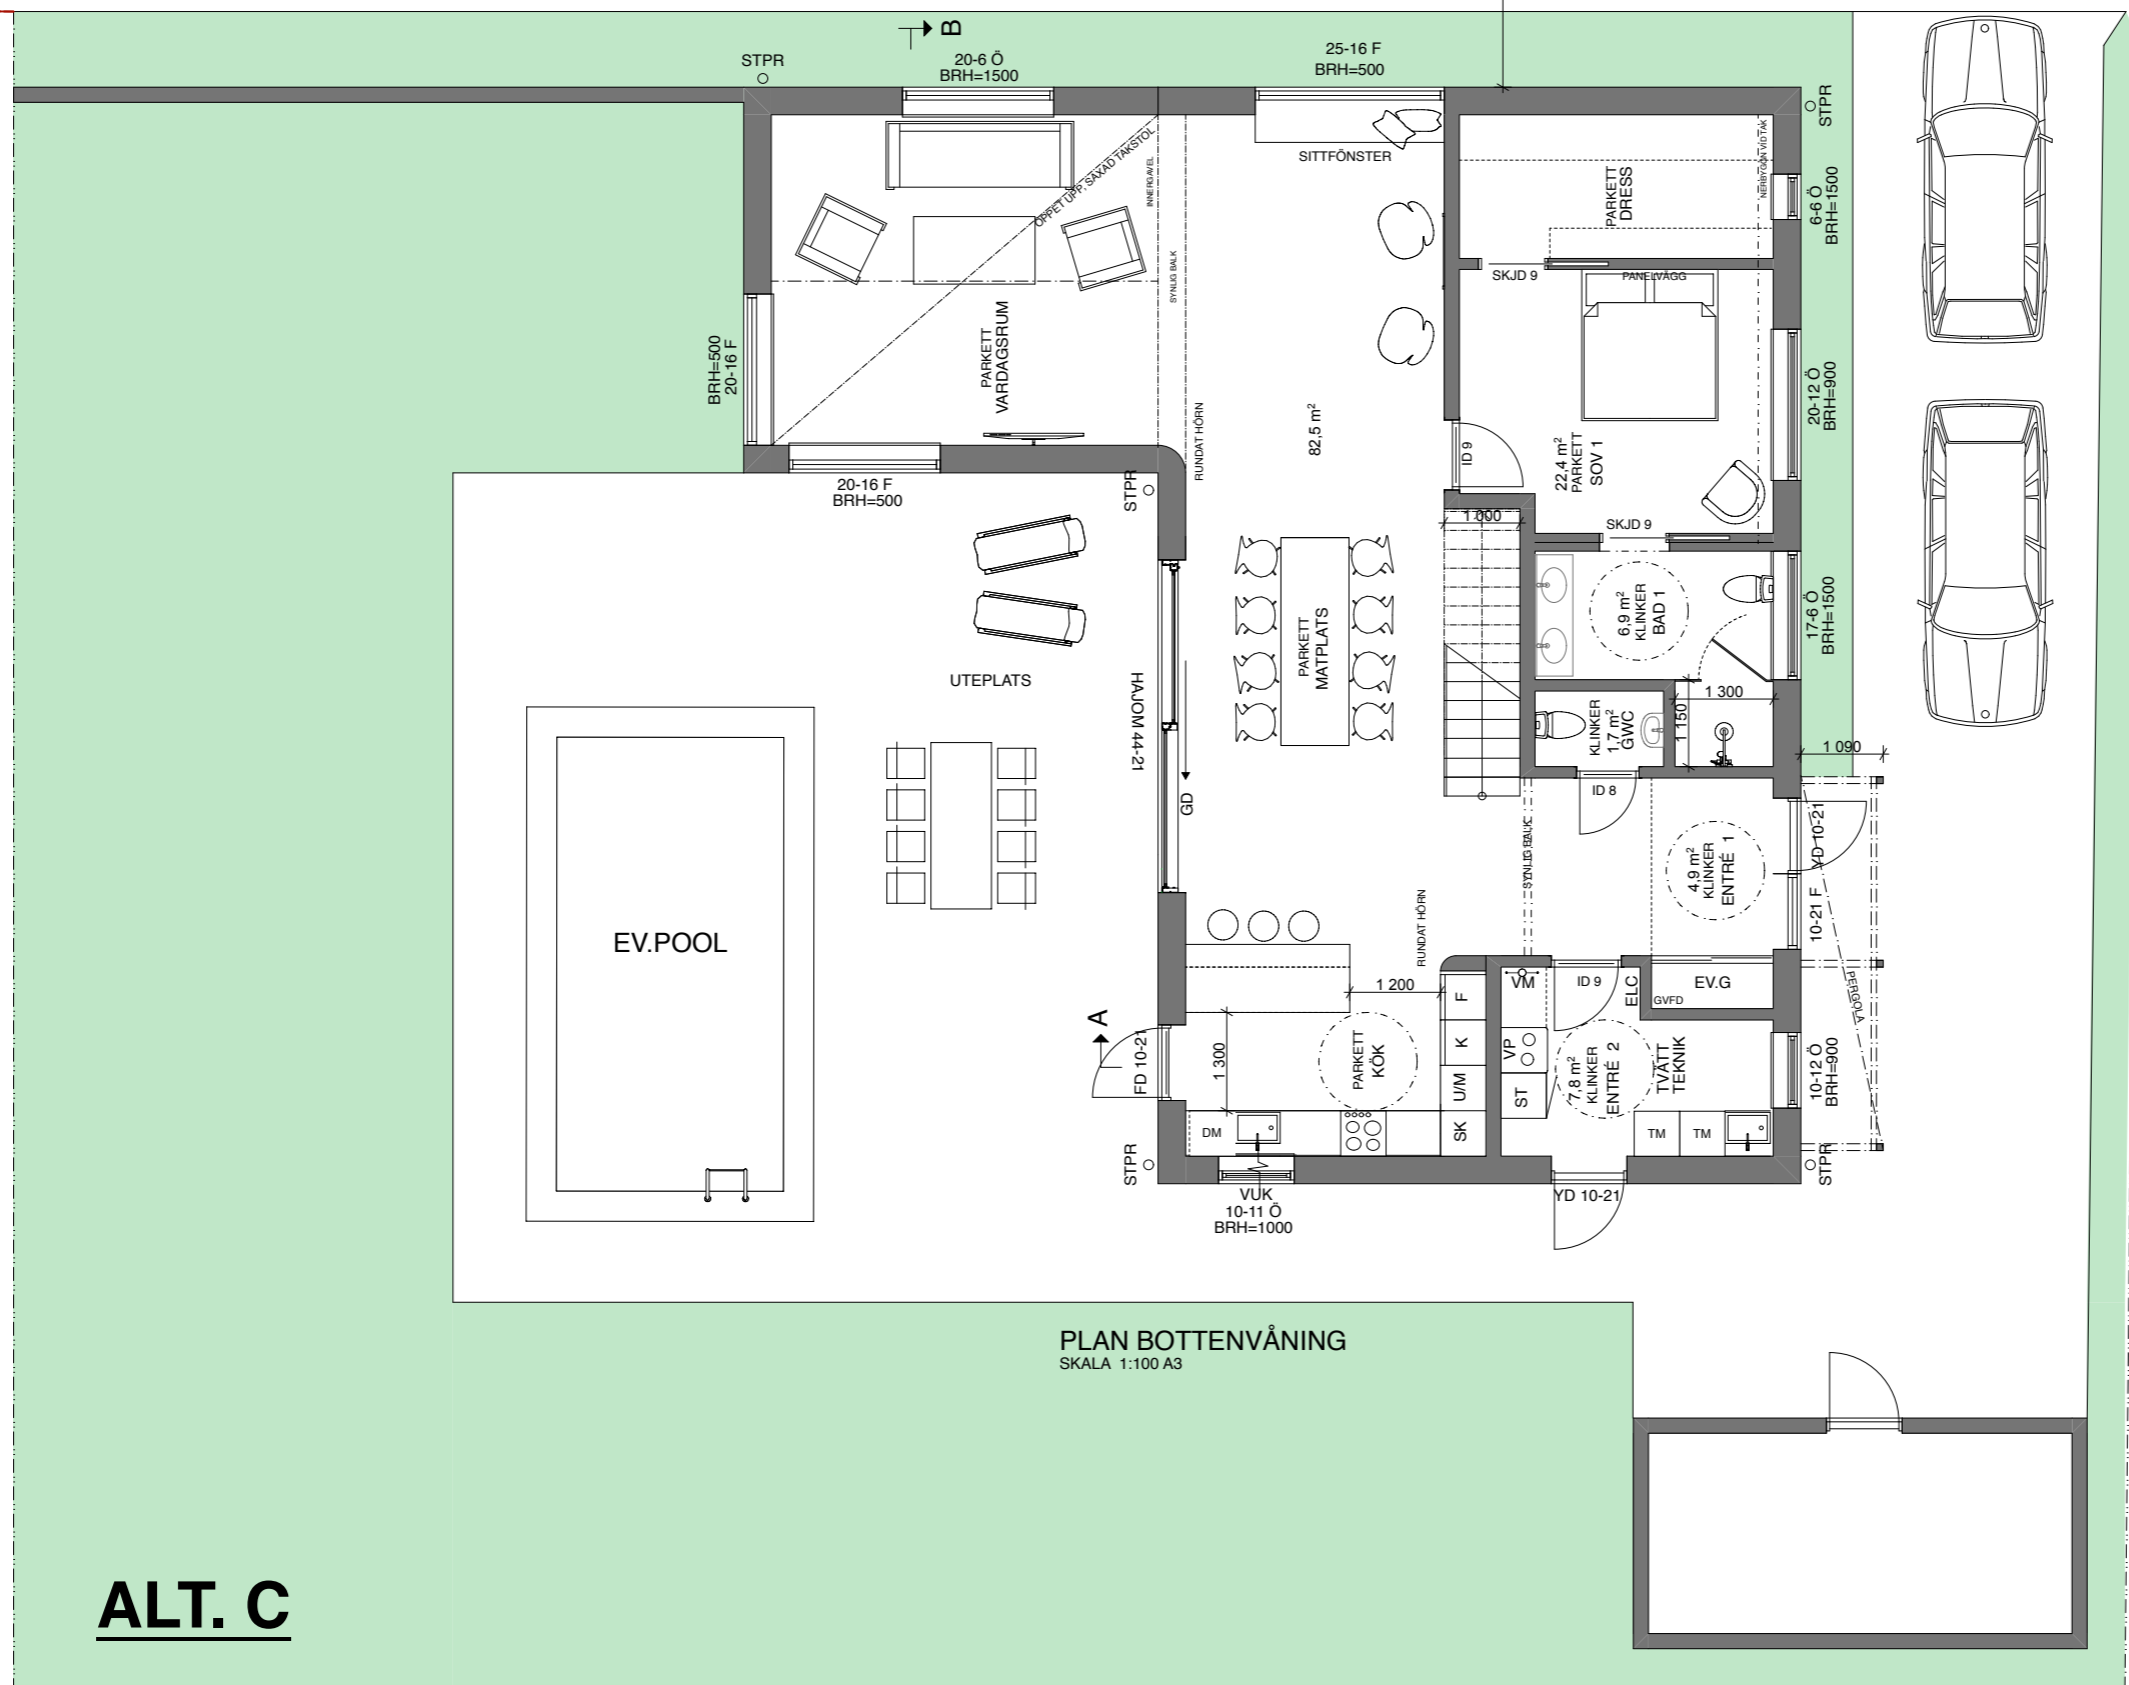 B
STPR
20-6 Ö
BRH=1500
25-16 F
BRH=500
STPR
SITTFÖNSTER
ÖPPET UPP, SAXAD TAKSTOL
INNERGAVEL
SYNLIG BALK
PARKETT
DRESS
NERBYGGN VID TAK
6-6 Ö
BRH=1500
SKJD 9
PANELVÄGG
BRH=500
20-16 F
PARKETT
VARDAGSRUM
RUNDAT HÖRN
82,5 m²
ID 9
22,4 m²
PARKETT
SOV 1
20-12 Ö
BRH=900
20-16 F
BRH=500
STPR
1 000
SKJD 9
UTEPLATS
HAJOM 44-21
GD
PARKETT
MATPLATS
6,9 m²
KLINKER
BAD 1
17-6 Ö
BRH=1500
KLINKER
1,7 m²
GWC
1 150
1 300
1 090
ID 8
SYNLIG BALK
4,9 m²
KLINKER
ENTRÉ 1
YD 10-21
10-21 F
EV.POOL
RUNDAT HÖRN
PERGOLA
A
FD 10-21
1 300
1 200
PARKETT
KÖK
F
K
U/M
SK
VM
ID 9
ELC
EV.G
GVFD
VP
ST
7,8 m²
KLINKER
ENTRÉ 2
TVÄTT
TEKNIK
10-12 Ö
BRH=900
DM
TM
TM
STPR
STPR
VUK
10-11 Ö
BRH=1000
YD 10-21
PLAN BOTTENVÅNING
SKALA 1:100 A3
ALT. C